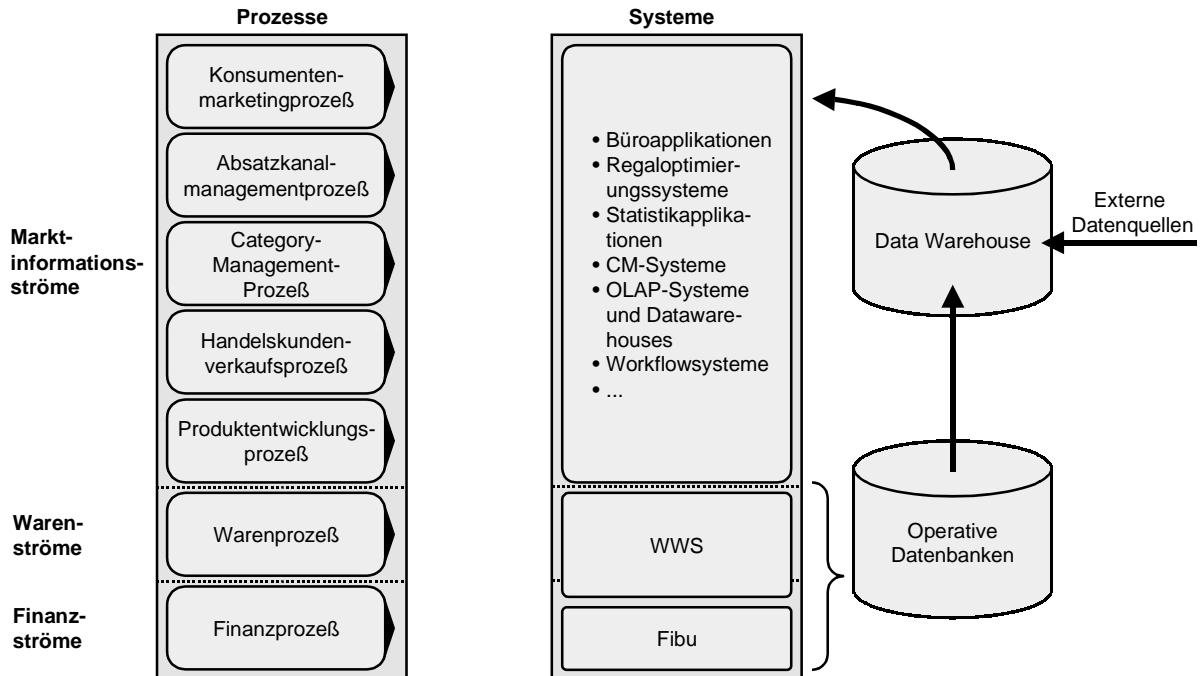 Prozesse
Systeme
Markt-
informations-
ströme
Waren-
ströme
Finanz-
ströme
Konsumenten-
marketingprozeß
Absatzkanal-
managementprozeß
Category-
Management-
Prozeß
Handelskunden-
verkaufsprozeß
Produktentwicklungs-
prozeß
Warenprozeß
Finanzprozeß
• Büroapplikationen
• Regaloptimier-
ungssysteme
• Statistikapplika-
tionen
• CM-Systeme
• OLAP-Systeme
und Dataware-
houses
• Workflowsysteme
• ...
WWS
Fibu
Data Warehouse
Externe
Datenquellen
Operative
Datenbanken